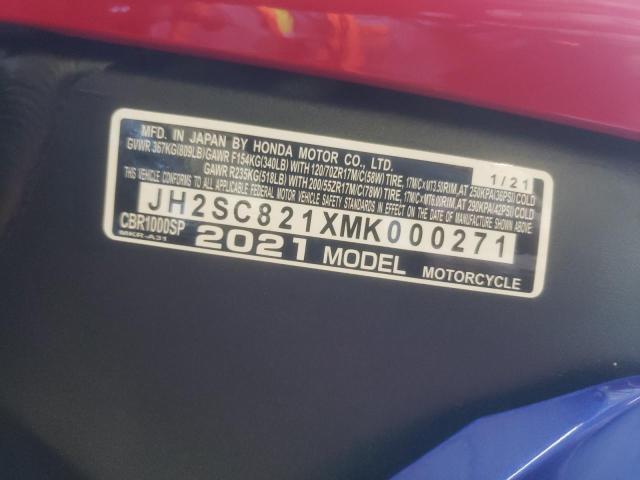 MFD. IN JAPAN BY HONDA MOTOR CO., LTD. 1/21
GVWR 367KG(809LB)GAWR F154KG(340LB)WITH 120/70ZR17M/C(58W)TIRE, 17M/C×MT3.50RIM, AT 250KPA(36PSI)COLD
GAWR R235KG(518LB)WITH 200/55ZR17M/C(78W)TIRE, 17M/C×MT6.00RIM, AT 290KPA(42PSI)COLD
THIS VEHICLE CONFORMS TO ALL APPLICABLE FEDERAL MOTOR VEHICLE SAFETY STANDARDS IN EFFECT ON THE DATE OF MANUFACTURE SHOWN ABOVE.
JH2SC821XMK000271
CBR1000SP 2021 MODEL MOTORCYCLE
MKR-A31